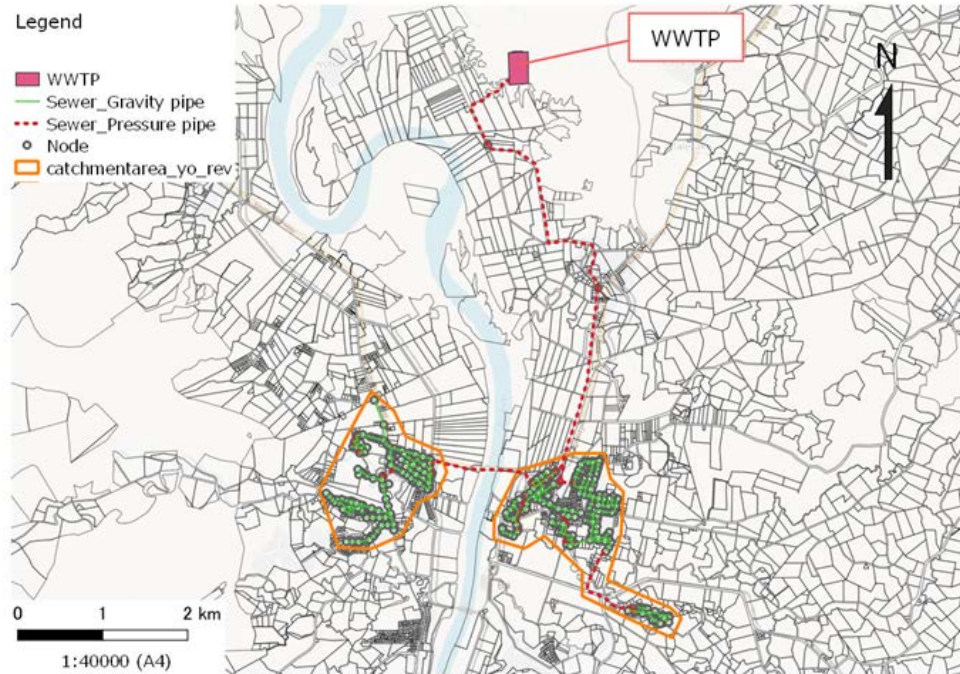 Legend
WWTP
Sewer_Gravity pipe
Sewer_Pressure pipe
Node
catchmentarea_yo_rev
WWTP
N
0 1 2 km
1:40000 (A4)